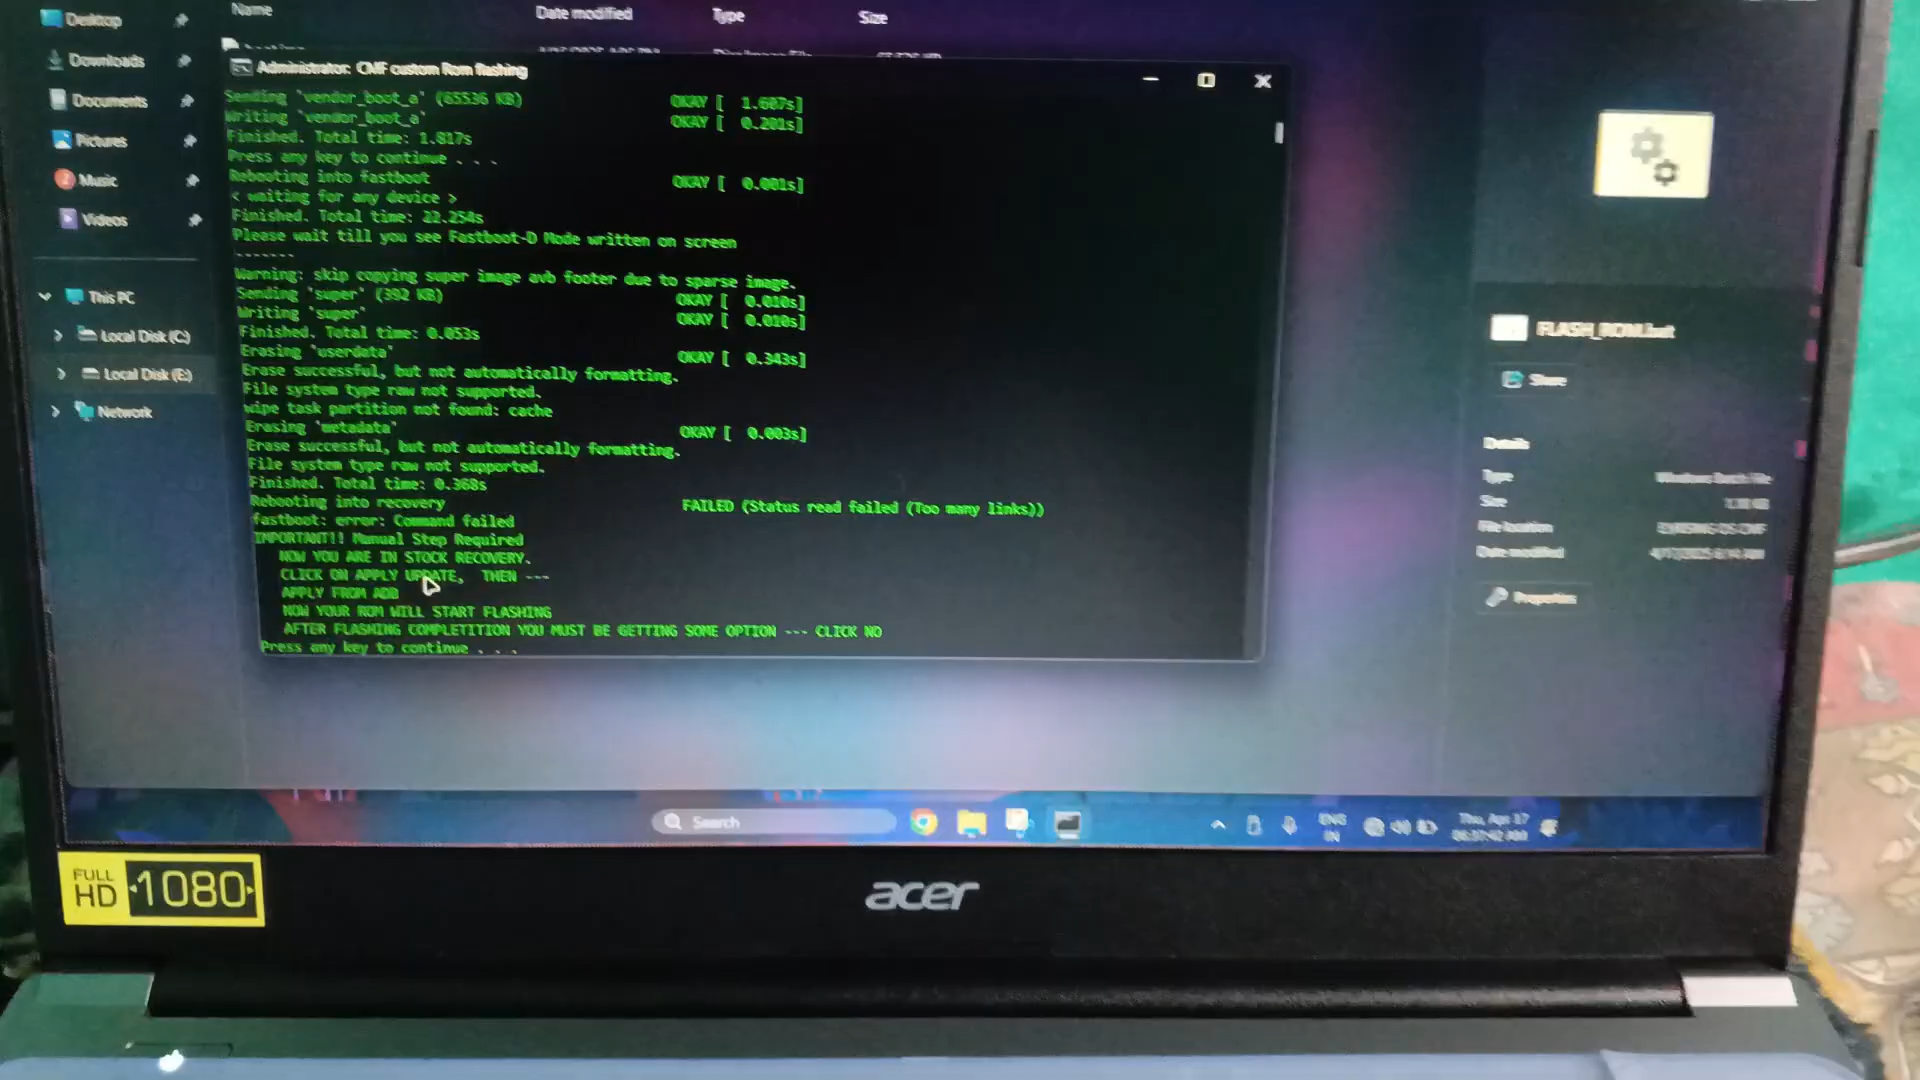 Name Date modified Type Size
Desktop
Downloads
Documents
Pictures
Music
Videos
This PC
Local Disk (C:)
Local Disk (E:)
Network
Administrator: CMF custom Rom flashing
Sending 'vendor_boot_a' (65536 KB) OKAY [ 1.607s]
Writing 'vendor_boot_a' OKAY [ 0.201s]
Finished. Total time: 1.817s
Press any key to continue . . .
Rebooting into fastboot OKAY [ 0.001s]
< waiting for any device >
Finished. Total time: 22.254s
Please wait till you see Fastboot-D Mode written on screen
-------
Warning: skip copying super image avb footer due to sparse image.
Sending 'super' (392 KB) OKAY [ 0.010s]
Writing 'super' OKAY [ 0.010s]
Finished. Total time: 0.053s
Erasing 'userdata' OKAY [ 0.343s]
Erase successful, but not automatically formatting.
File system type raw not supported.
wipe task partition not found: cache
Erasing 'metadata' OKAY [ 0.003s]
Erase successful, but not automatically formatting.
File system type raw not supported.
Finished. Total time: 0.368s
Rebooting into recovery FAILED (Status read failed (Too many links))
fastboot: error: Command failed
IMPORTANT!! Manual Step Required
NOW YOU ARE IN STOCK RECOVERY.
CLICK ON APPLY UPDATE, THEN ---
APPLY FROM ADB
NOW YOUR ROM WILL START FLASHING
AFTER FLASHING COMPLETITION YOU MUST BE GETTING SOME OPTION --- CLICK NO
Press any key to continue . . .
FLASH_ROM.bat
Share
Details
Type Windows Batch File
Size
File location
Date modified
Properties
Search
ENG
IN
Thu, Apr 17
FULL HD 1080
acer